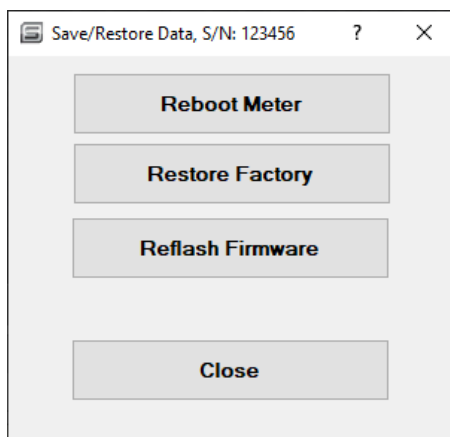 Save/Restore Data, S/N: 123456 ?
Reboot Meter
Restore Factory
Reflash Firmware
Close